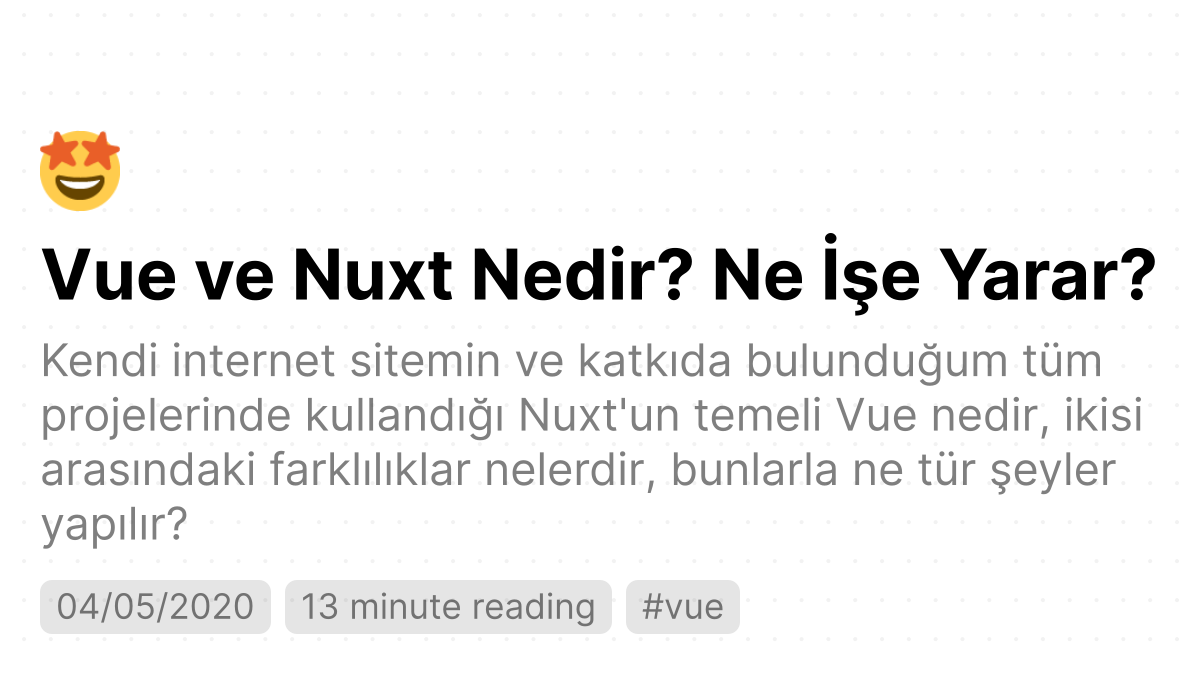 Vue ve Nuxt Nedir? Ne İşe Yarar?
Kendi internet sitemin ve katkıda bulunduğum tüm
projelerinde kullandığı Nuxt'un temeli Vue nedir, ikisi
arasındaki farklılıklar nelerdir, bunlarla ne tür şeyler
yapılır?
04/05/2020 13 minute reading #vue